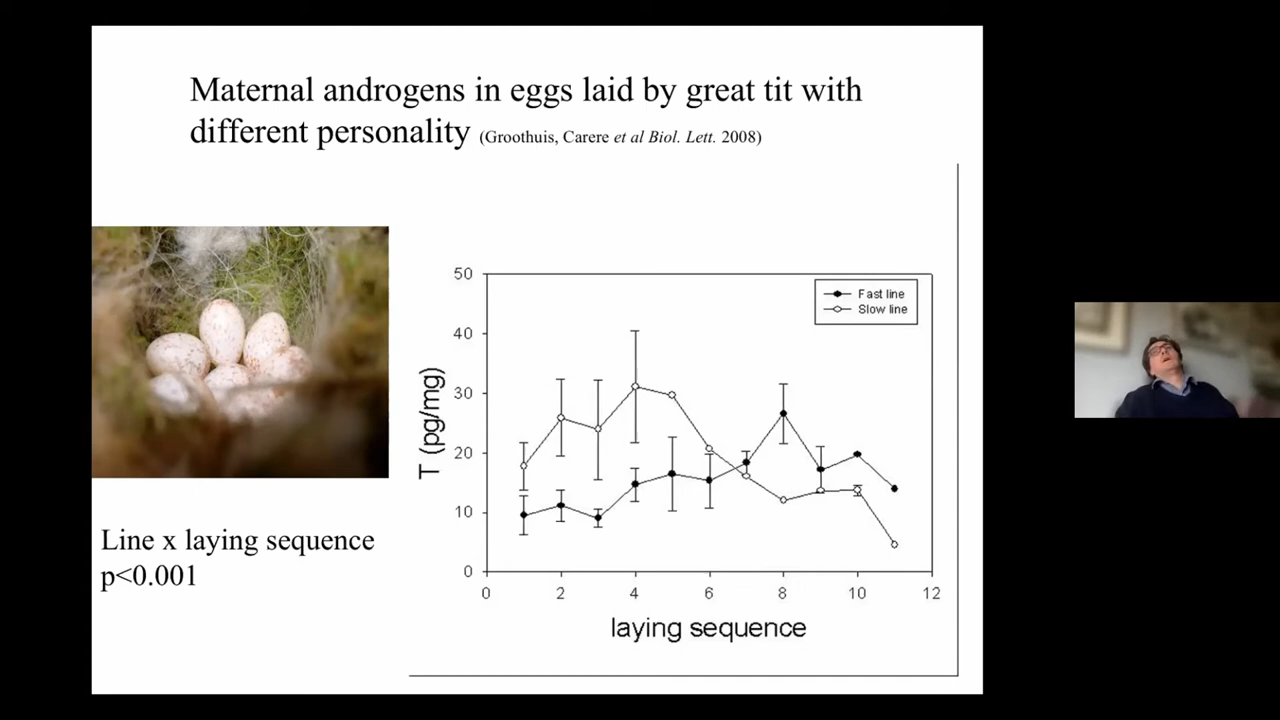 Maternal androgens in eggs laid by great tit with
different personality (Groothuis, Carere et al Biol. Lett. 2008)
50
40
30
20
10
0
T (pg/mg)
Fast line
Slow line
0 2 4 6 8 10 12
laying sequence
Line x laying sequence
p<0.001